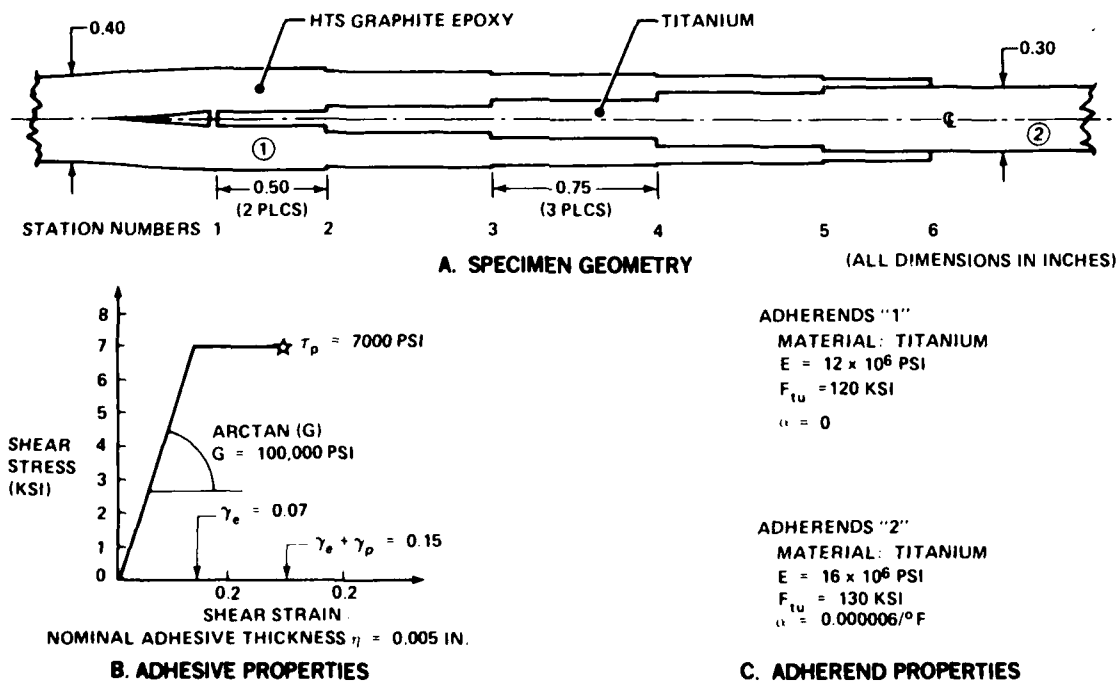 0.40
HTS GRAPHITE EPOXY
TITANIUM
0.30
①
℄
②
0.50
(2 PLCS)
0.75
(3 PLCS)
STATION NUMBERS 1 2 3 4 5 6
A. SPECIMEN GEOMETRY
(ALL DIMENSIONS IN INCHES)
8
7
6
5
4
3
2
1
0
SHEAR
STRESS
(KSI)
τp = 7000 PSI
ARCTAN (G)
G = 100,000 PSI
γe = 0.07
γe + γp = 0.15
0.2 0.2
SHEAR STRAIN
NOMINAL ADHESIVE THICKNESS η = 0.005 IN.
B. ADHESIVE PROPERTIES
ADHERENDS "1"
MATERIAL: TITANIUM
E = 12 x 10⁶ PSI
Ftu = 120 KSI
α = 0
ADHERENDS "2"
MATERIAL: TITANIUM
E = 16 x 10⁶ PSI
Ftu = 130 KSI
α = 0.000006/°F
C. ADHEREND PROPERTIES